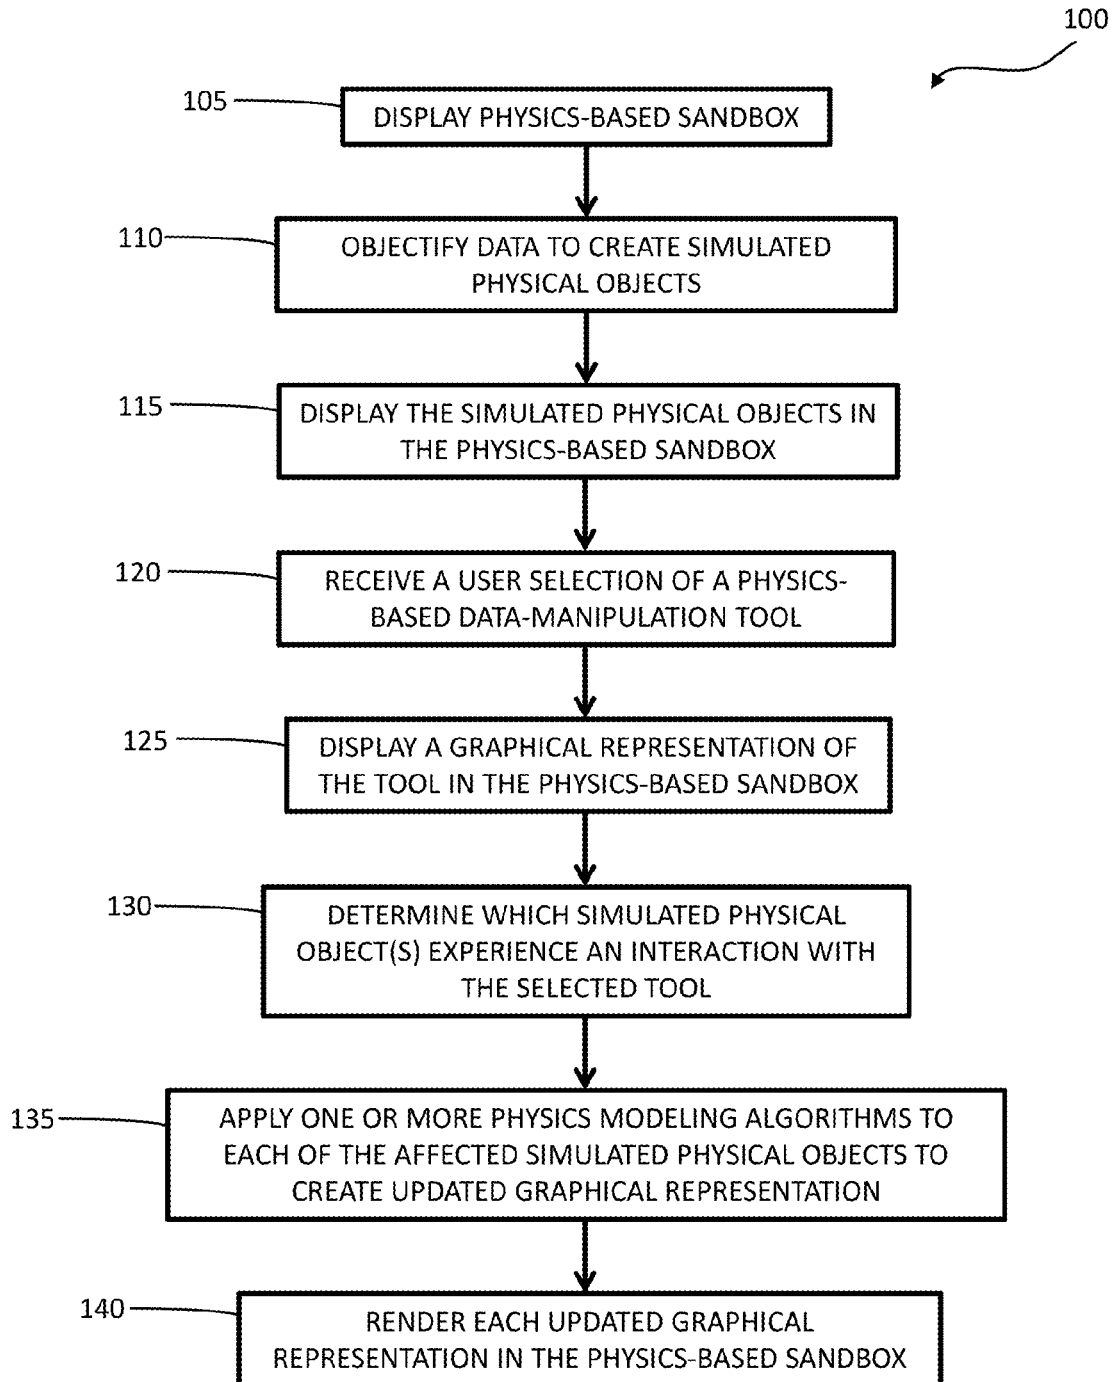 100
105
DISPLAY PHYSICS-BASED SANDBOX
110
OBJECTIFY DATA TO CREATE SIMULATED
PHYSICAL OBJECTS
115
DISPLAY THE SIMULATED PHYSICAL OBJECTS IN
THE PHYSICS-BASED SANDBOX
120
RECEIVE A USER SELECTION OF A PHYSICS-
BASED DATA-MANIPULATION TOOL
125
DISPLAY A GRAPHICAL REPRESENTATION OF
THE TOOL IN THE PHYSICS-BASED SANDBOX
130
DETERMINE WHICH SIMULATED PHYSICAL
OBJECT(S) EXPERIENCE AN INTERACTION WITH
THE SELECTED TOOL
135
APPLY ONE OR MORE PHYSICS MODELING ALGORITHMS TO
EACH OF THE AFFECTED SIMULATED PHYSICAL OBJECTS TO
CREATE UPDATED GRAPHICAL REPRESENTATION
140
RENDER EACH UPDATED GRAPHICAL
REPRESENTATION IN THE PHYSICS-BASED SANDBOX